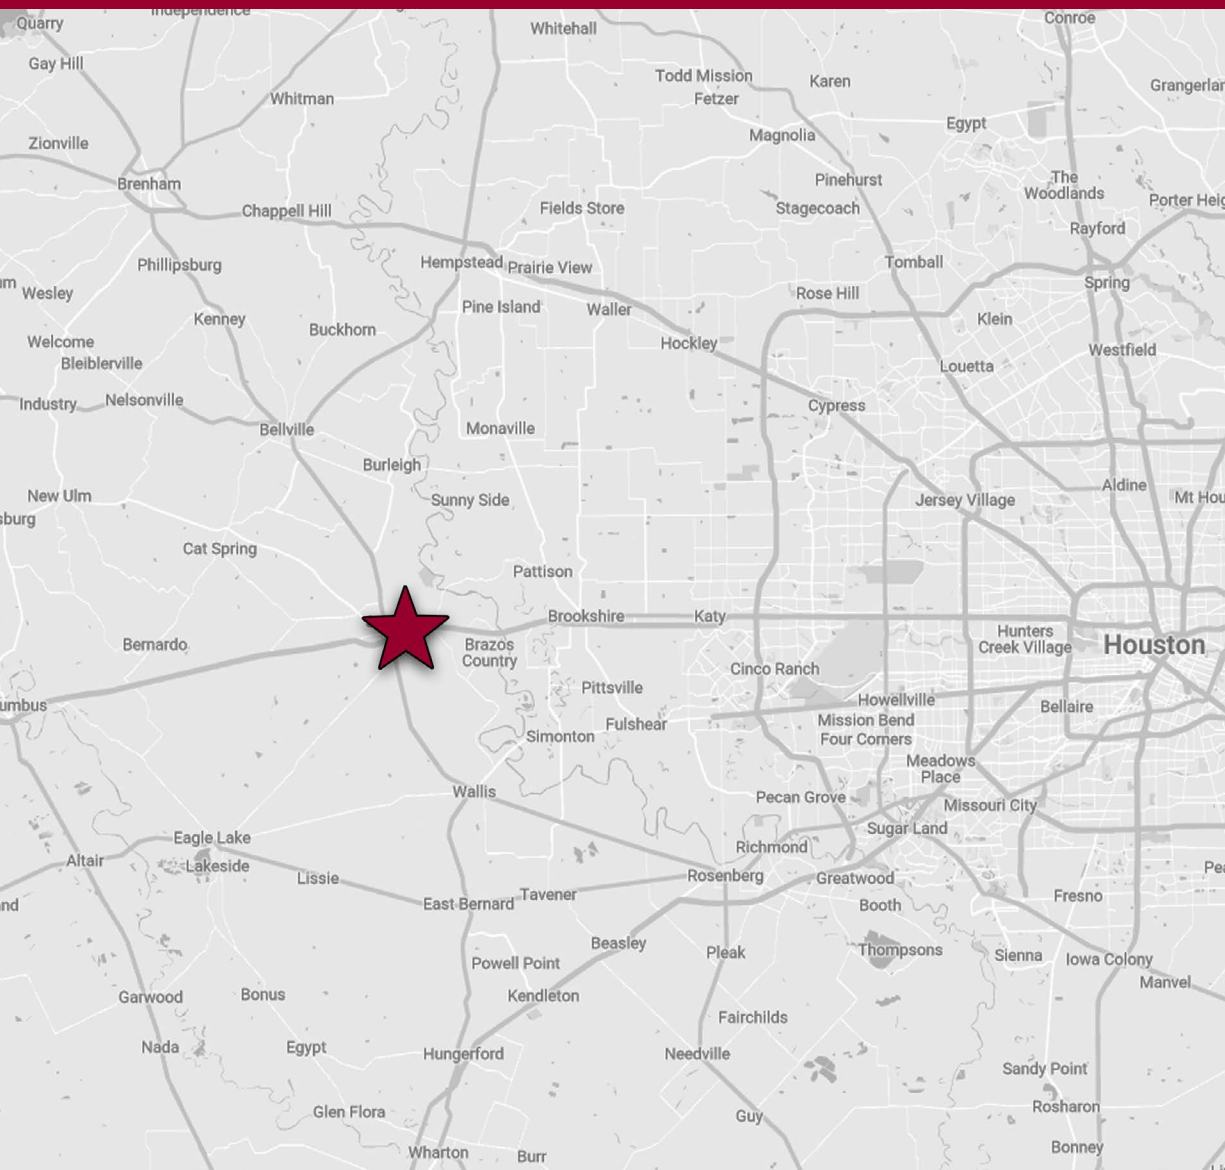 Independence
Quarry
Whitehall
Conroe
Gay Hill
Todd Mission
Karen
Grangerlan
Fetzer
Whitman
Egypt
Magnolia
Zionville
Brenham
Pinehurst
The
Woodlands
Porter Heig
Chappell Hill
Fields Store
Stagecoach
Rayford
Phillipsburg
Hempstead
Prairie View
Tomball
Spring
Wesley
Rose Hill
Pine Island
Waller
Kenney
Buckhorn
Klein
Welcome
Hockley
Westfield
Bleiblerville
Louetta
Industry
Nelsonville
Cypress
Bellville
Monaville
Burleigh
Aldine
New Ulm
Sunny Side
Jersey Village
Mt Hou
sburg
Cat Spring
Pattison
Brookshire
Katy
Hunters
Creek Village
Houston
Bernardo
Brazos
Country
Cinco Ranch
Pittsville
Howellville
umbus
Bellaire
Fulshear
Mission Bend
Four Corners
Simonton
Meadows
Place
Wallis
Pecan Grove
Missouri City
Sugar Land
Eagle Lake
Richmond
Altair
Lakeside
Lissie
Rosenberg
Greatwood
Pea
Tavener
Fresno
East Bernard
Booth
nd
Beasley
Pleak
Thompsons
Sienna
Iowa Colony
Powell Point
Manvel
Garwood
Bonus
Kendleton
Fairchilds
Nada
Egypt
Hungerford
Needville
Sandy Point
Glen Flora
Guy
Rosharon
Wharton
Burr
Bonney